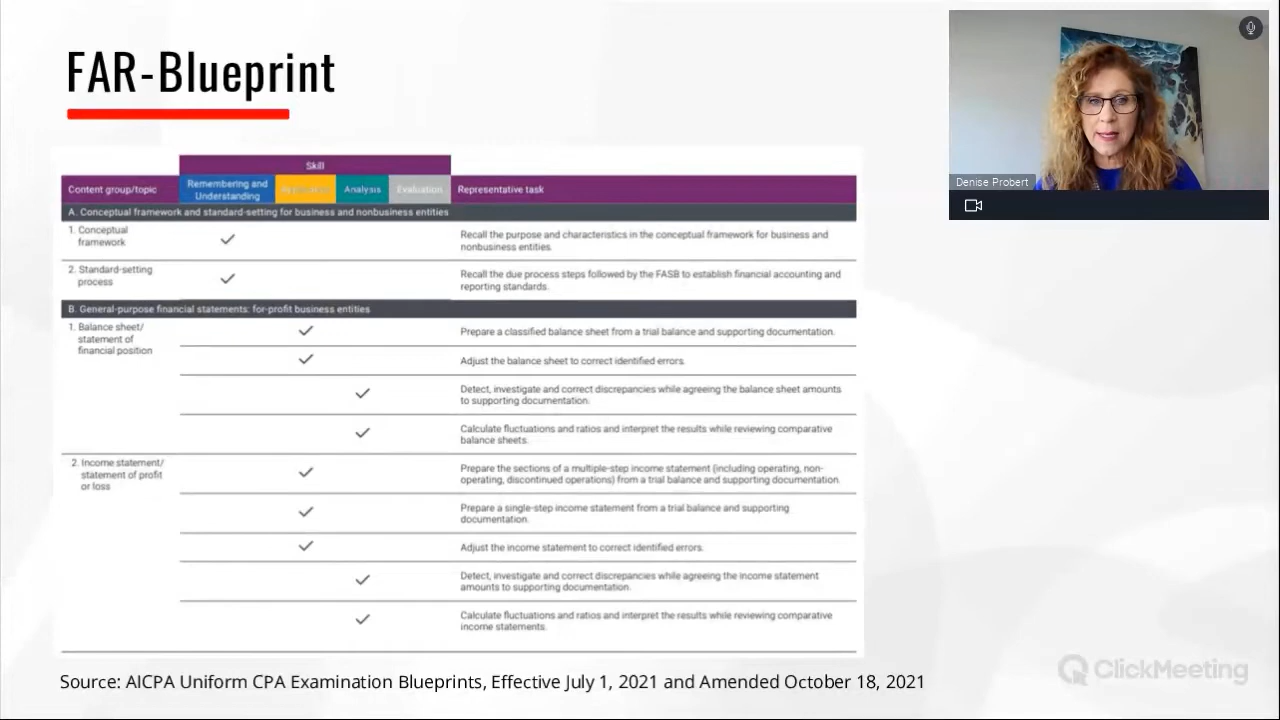 FAR-Blueprint
Denise Probert
Skill
Content group/topic
Remembering and
Understanding
Application
Analysis
Evaluation
Representative task
A. Conceptual framework and standard-setting for business and nonbusiness entities
1. Conceptual
framework
Recall the purpose and characteristics in the conceptual framework for business and
nonbusiness entities.
2. Standard-setting
process
Recall the due process steps followed by the FASB to establish financial accounting and
reporting standards.
B. General-purpose financial statements: for-profit business entities
1. Balance sheet/
statement of
financial position
Prepare a classified balance sheet from a trial balance and supporting documentation.
Adjust the balance sheet to correct identified errors.
Detect, investigate and correct discrepancies while agreeing the balance sheet amounts
to supporting documentation.
Calculate fluctuations and ratios and interpret the results while reviewing comparative
balance sheets.
2. Income statement/
statement of profit
or loss
Prepare the sections of a multiple-step income statement (including operating, non-
operating, discontinued operations) from a trial balance and supporting documentation.
Prepare a single-step income statement from a trial balance and supporting
documentation.
Adjust the income statement to correct identified errors.
Detect, investigate and correct discrepancies while agreeing the income statement
amounts to supporting documentation.
Calculate fluctuations and ratios and interpret the results while reviewing comparative
income statements.
Source: AICPA Uniform CPA Examination Blueprints, Effective July 1, 2021 and Amended October 18, 2021
ClickMeeting